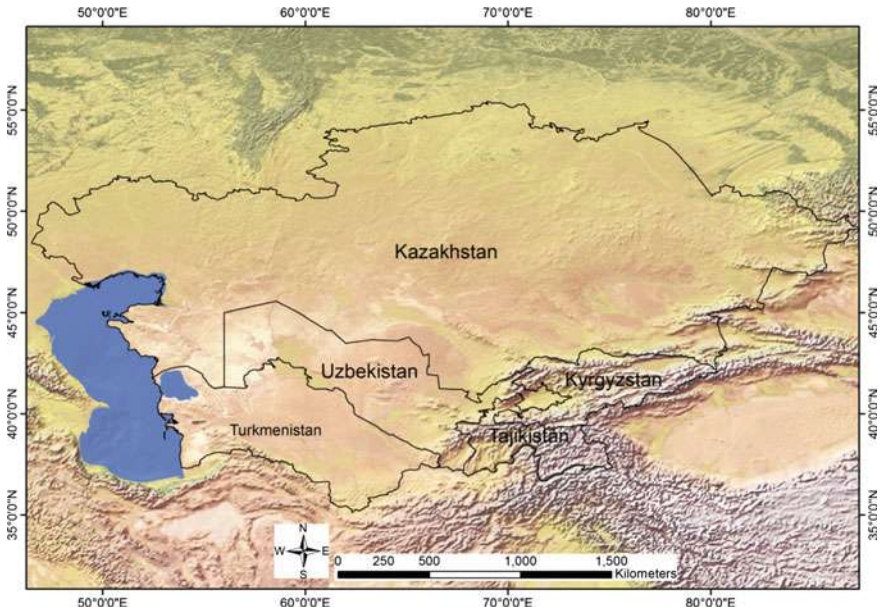 50°0'0"E 60°0'0"E 70°0'0"E 80°0'0"E
55°0'0"N 55°0'0"N
50°0'0"N 50°0'0"N
Kazakhstan
45°0'0"N 45°0'0"N
Uzbekistan
Kyrgyzstan
40°0'0"N 40°0'0"N
Turkmenistan
Tajikistan
35°0'0"N 35°0'0"N
N
W E
S
0 250 500 1,000 1,500
Kilometers
50°0'0"E 60°0'0"E 70°0'0"E 80°0'0"E